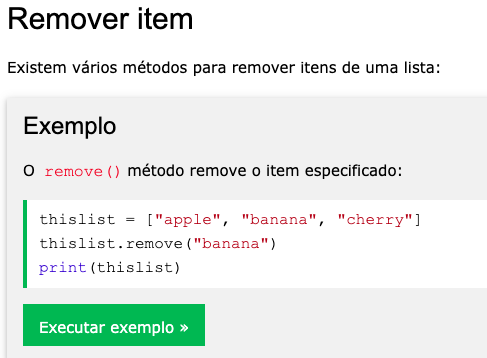 Remover item
Existem vários métodos para remover itens de uma lista:
Exemplo
O remove() método remove o item especificado:
thislist = ["apple", "banana", "cherry"]
thislist.remove("banana")
print(thislist)
Executar exemplo »